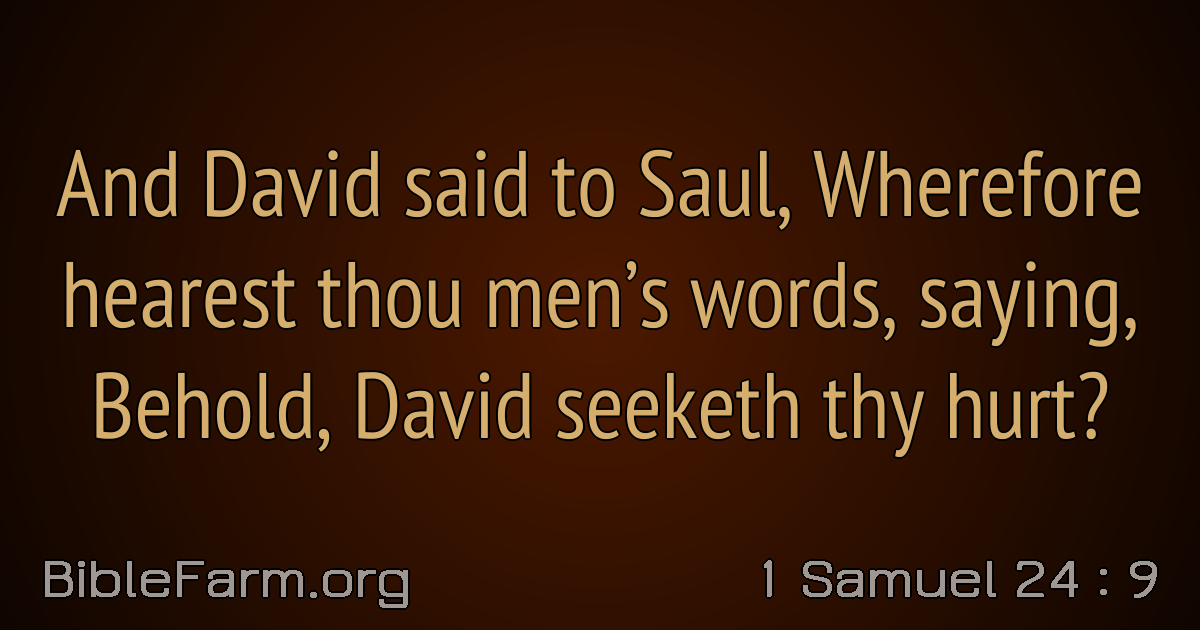 And David said to Saul, Wherefore
hearest thou men’s words, saying,
Behold, David seeketh thy hurt?
BibleFarm.org
1 Samuel 24 : 9